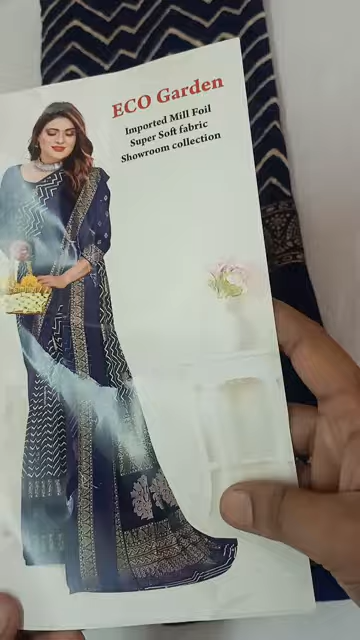 ECO Garden
Imported Mill Foil
Super Soft fabric
Showroom collection